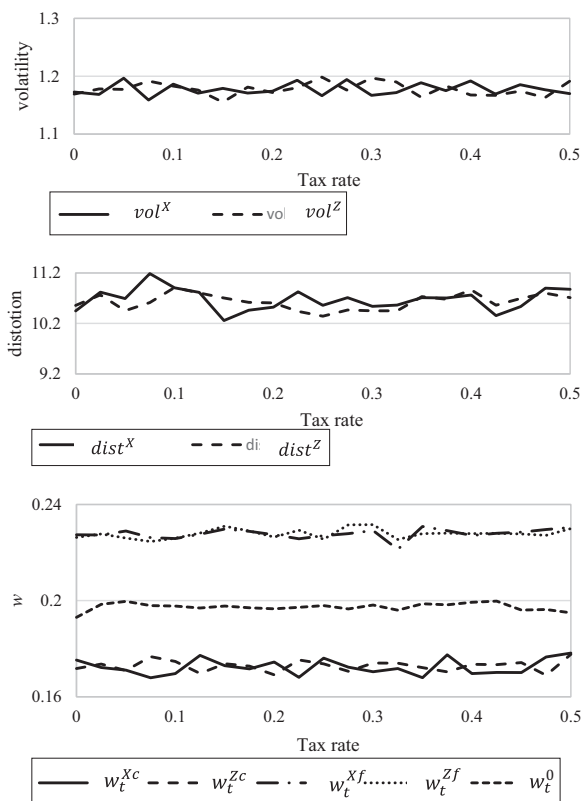 1.3
1.2
1.1
volatility
0 0.1 0.2 0.3 0.4 0.5
Tax rate
vol^X vol vol^Z
11.2
10.2
9.2
distotion
0 0.1 0.2 0.3 0.4 0.5
Tax rate
dist^X di dist^Z
0.24
0.2
0.16
w
0 0.1 0.2 0.3 0.4 0.5
Tax rate
w_t^{Xc} w_t^{Zc} w_t^{Xf} w_t^{Zf} w_t^0